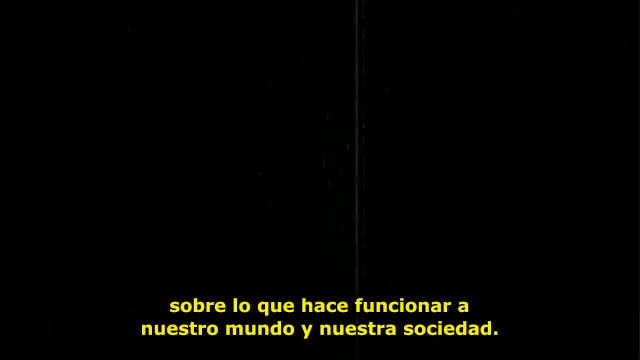 sobre lo que hace funcionar a
nuestro mundo y nuestra sociedad.